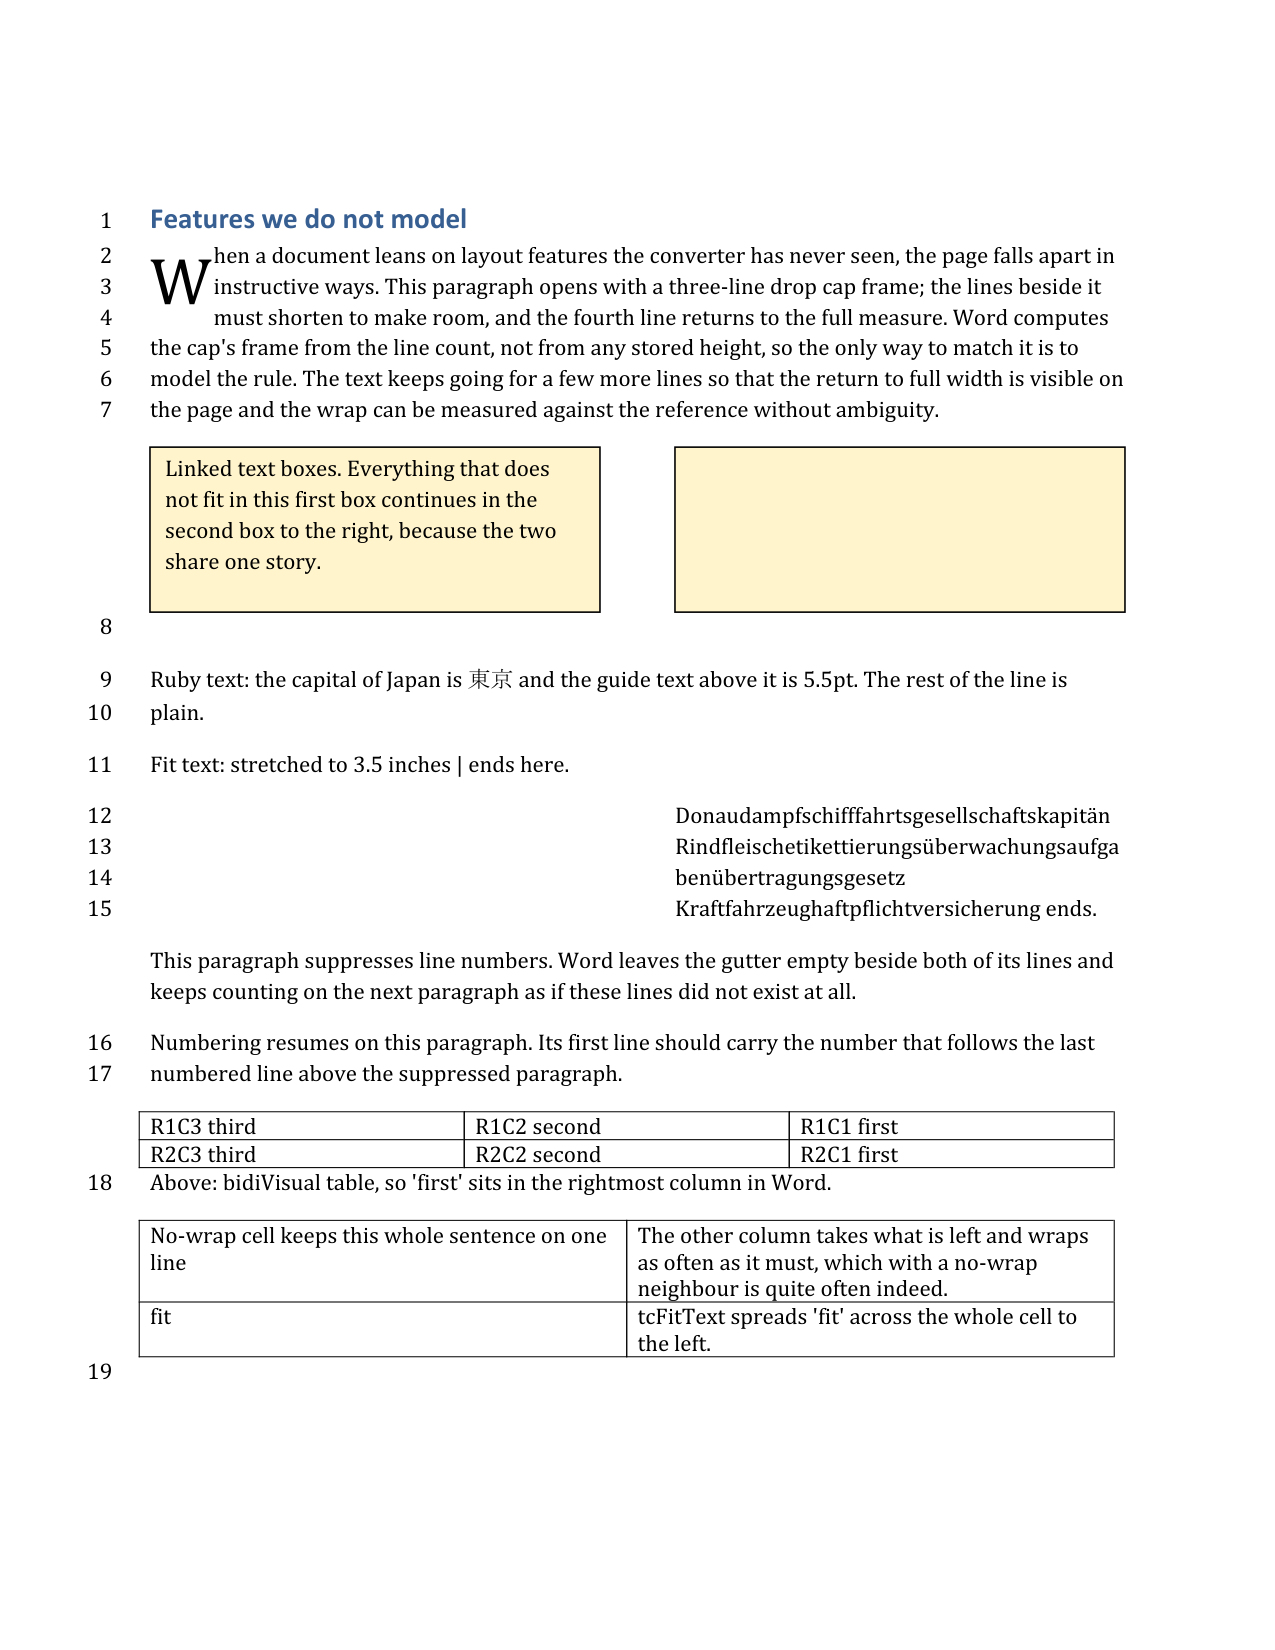 1 Features we do not model
2 When a document leans on layout features the converter has never seen, the page falls apart in
3 instructive ways. This paragraph opens with a three-line drop cap frame; the lines beside it
4 must shorten to make room, and the fourth line returns to the full measure. Word computes
5 the cap's frame from the line count, not from any stored height, so the only way to match it is to
6 model the rule. The text keeps going for a few more lines so that the return to full width is visible on
7 the page and the wrap can be measured against the reference without ambiguity.
Linked text boxes. Everything that does
not fit in this first box continues in the
second box to the right, because the two
share one story.
8
9 Ruby text: the capital of Japan is 東京 and the guide text above it is 5.5pt. The rest of the line is
10 plain.
11 Fit text: stretched to 3.5 inches | ends here.
12 Donaudampfschifffahrtsgesellschaftskapitän
13 Rindfleischetikettierungsüberwachungsaufga
14 benübertragungsgesetz
15 Kraftfahrzeughaftpflichtversicherung ends.
This paragraph suppresses line numbers. Word leaves the gutter empty beside both of its lines and
keeps counting on the next paragraph as if these lines did not exist at all.
16 Numbering resumes on this paragraph. Its first line should carry the number that follows the last
17 numbered line above the suppressed paragraph.
R1C3 third R1C2 second R1C1 first
R2C3 third R2C2 second R2C1 first
18 Above: bidiVisual table, so 'first' sits in the rightmost column in Word.
No-wrap cell keeps this whole sentence on one
line
The other column takes what is left and wraps
as often as it must, which with a no-wrap
neighbour is quite often indeed.
fit
tcFitText spreads 'fit' across the whole cell to
the left.
19